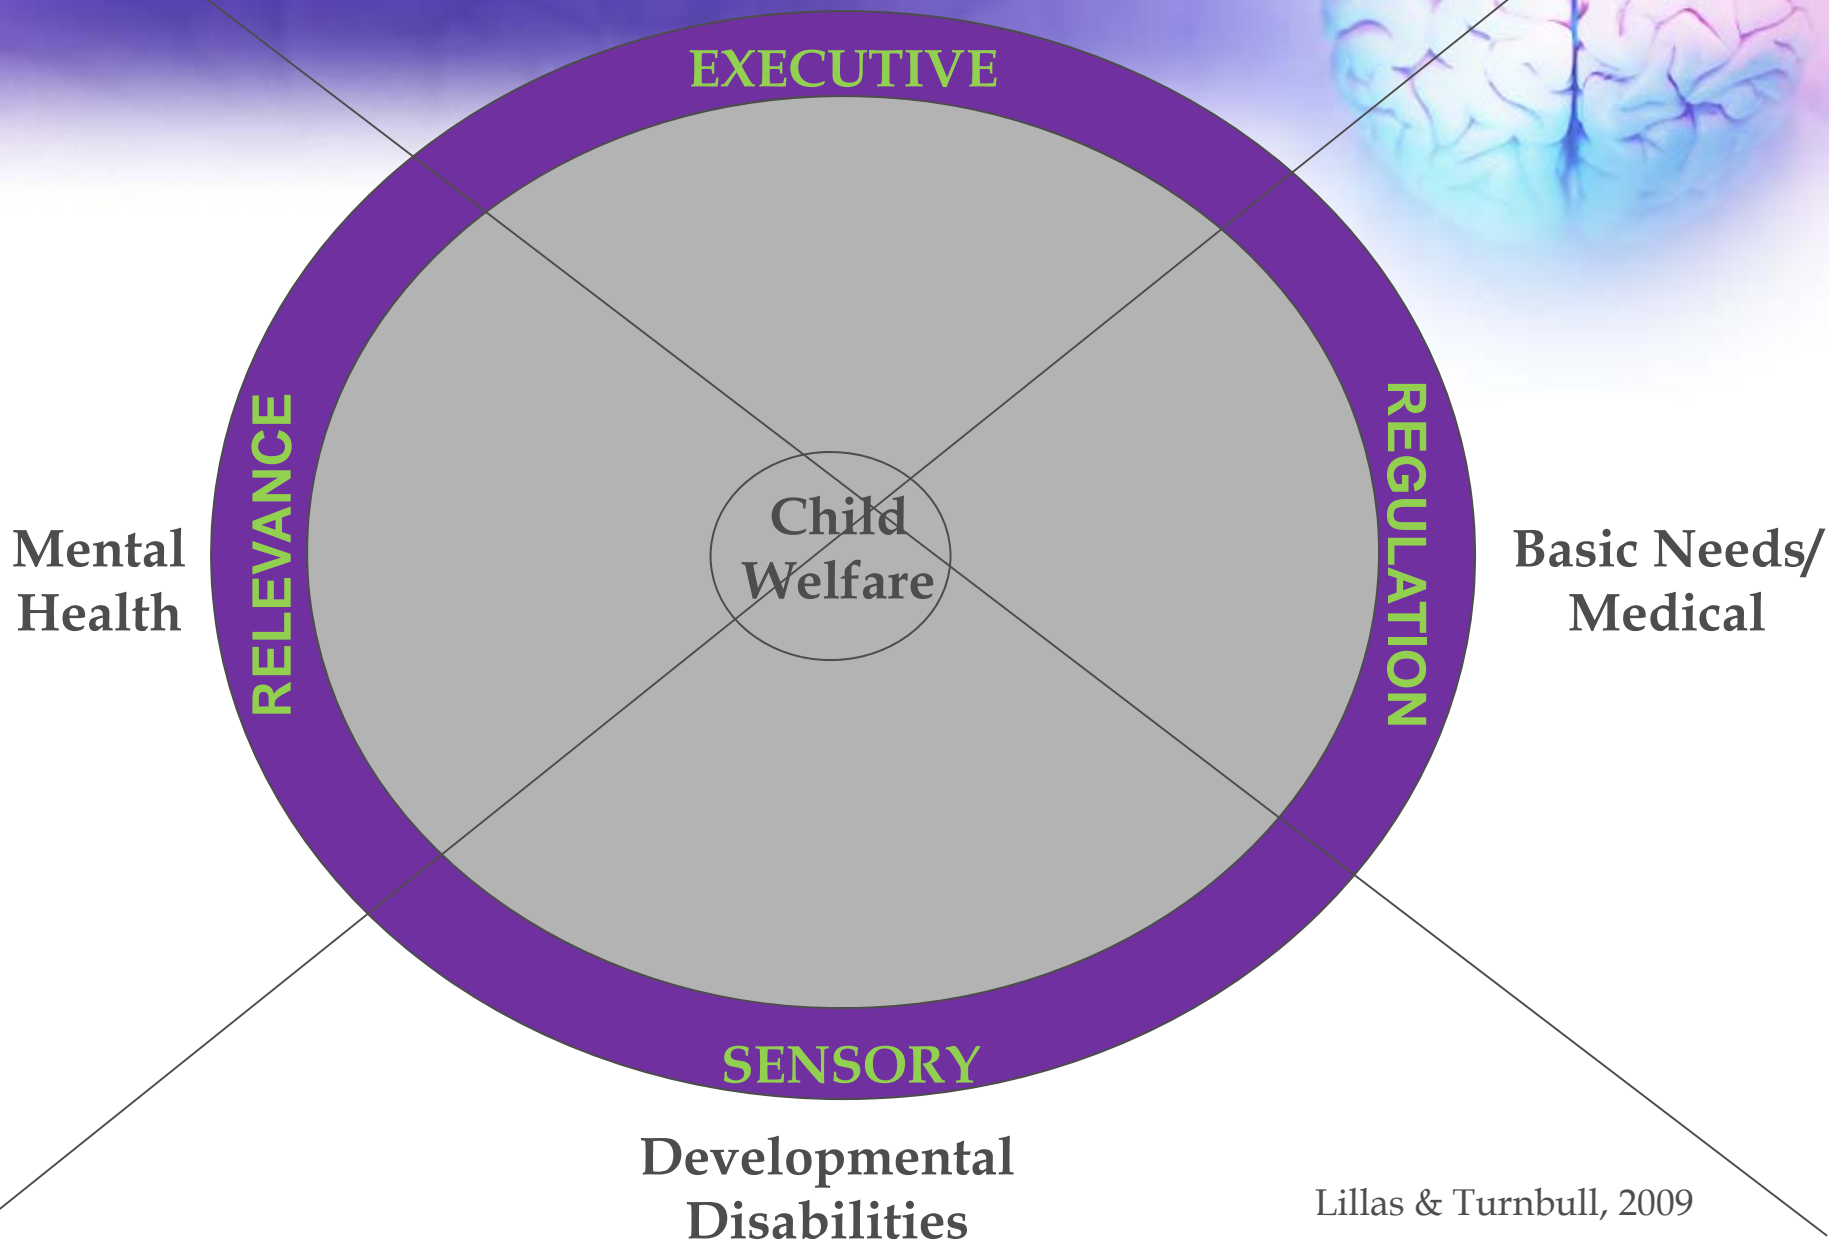 EXECUTIVE
RELEVANCE
REGULATION
Mental
Health
Child
Welfare
Basic Needs/
Medical
SENSORY
Developmental
Disabilities
Lillas & Turnbull, 2009